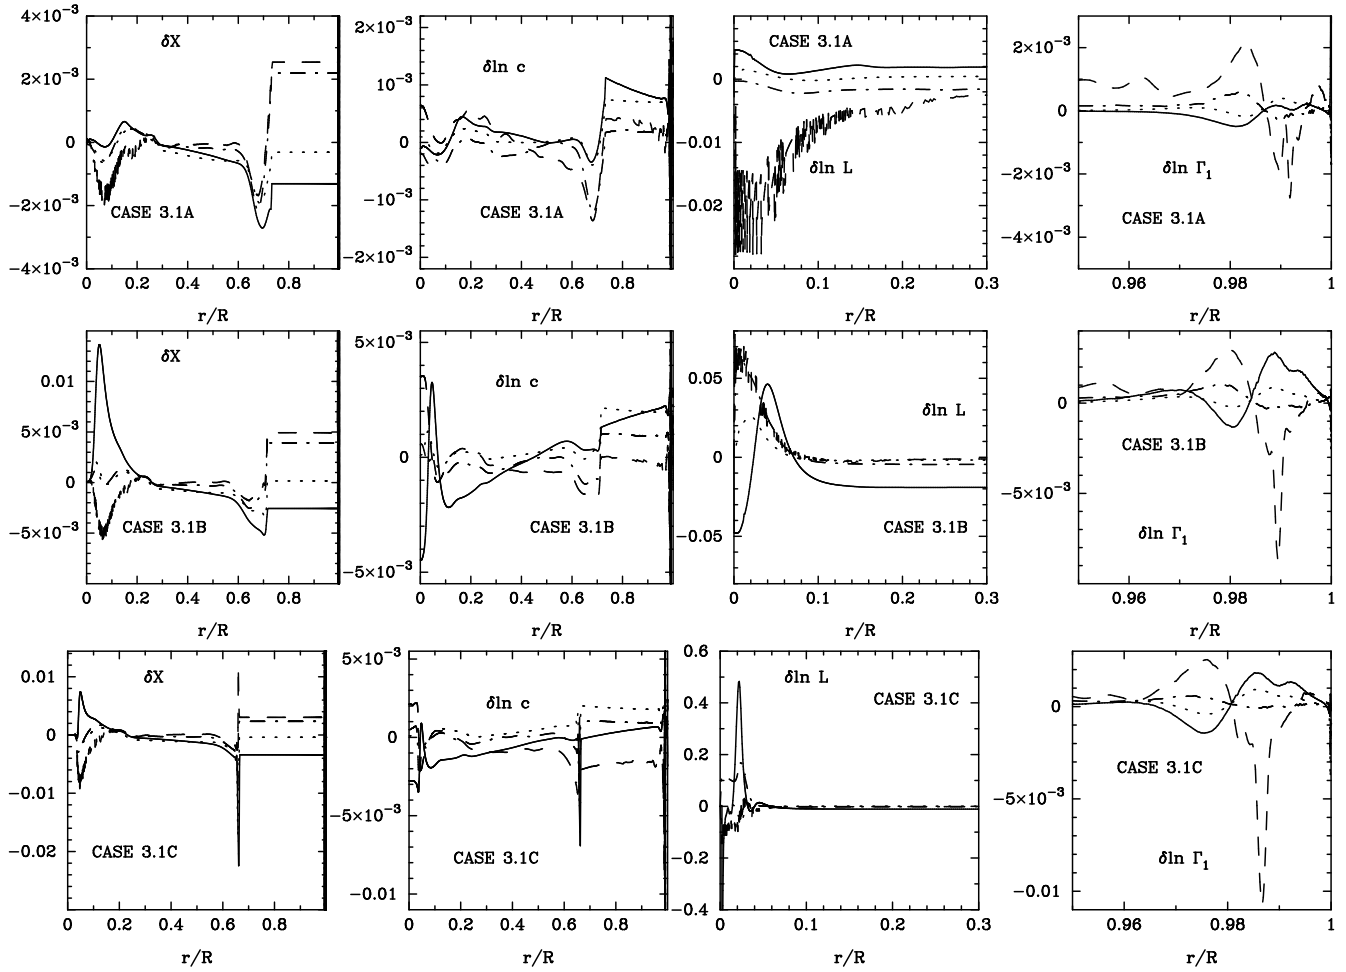 δX
4×10⁻³
2×10⁻³
0
−2×10⁻³
−4×10⁻³
CASE 3.1A
0 0.2 0.4 0.6 0.8
r/R
δln c
2×10⁻³
10⁻³
0
−10⁻³
−2×10⁻³
CASE 3.1A
0 0.2 0.4 0.6 0.8
r/R
CASE 3.1A
0
−0.01
−0.02
δln L
0 0.1 0.2 0.3
r/R
2×10⁻³
0
−2×10⁻³
−4×10⁻³
δln Γ₁
CASE 3.1A
0.96 0.98 1
r/R
δX
0.01
5×10⁻³
0
−5×10⁻³
CASE 3.1B
0 0.2 0.4 0.6 0.8
r/R
5×10⁻³
δln c
0
CASE 3.1B
−5×10⁻³
0 0.2 0.4 0.6 0.8
r/R
0.05
δln L
0
CASE 3.1B
−0.05
0 0.1 0.2 0.3
r/R
0
CASE 3.1B
−5×10⁻³
δln Γ₁
0.96 0.98 1
r/R
δX
0.01
0
−0.01
−0.02
CASE 3.1C
0 0.2 0.4 0.6 0.8
r/R
5×10⁻³
δln c
0
−5×10⁻³
CASE 3.1C
−0.01
0 0.2 0.4 0.6 0.8
r/R
0.6
δln L
CASE 3.1C
0.4
0.2
0
−0.2
−0.4
0 0.1 0.2 0.3
r/R
0
CASE 3.1C
−5×10⁻³
δln Γ₁
−0.01
0.96 0.98 1
r/R